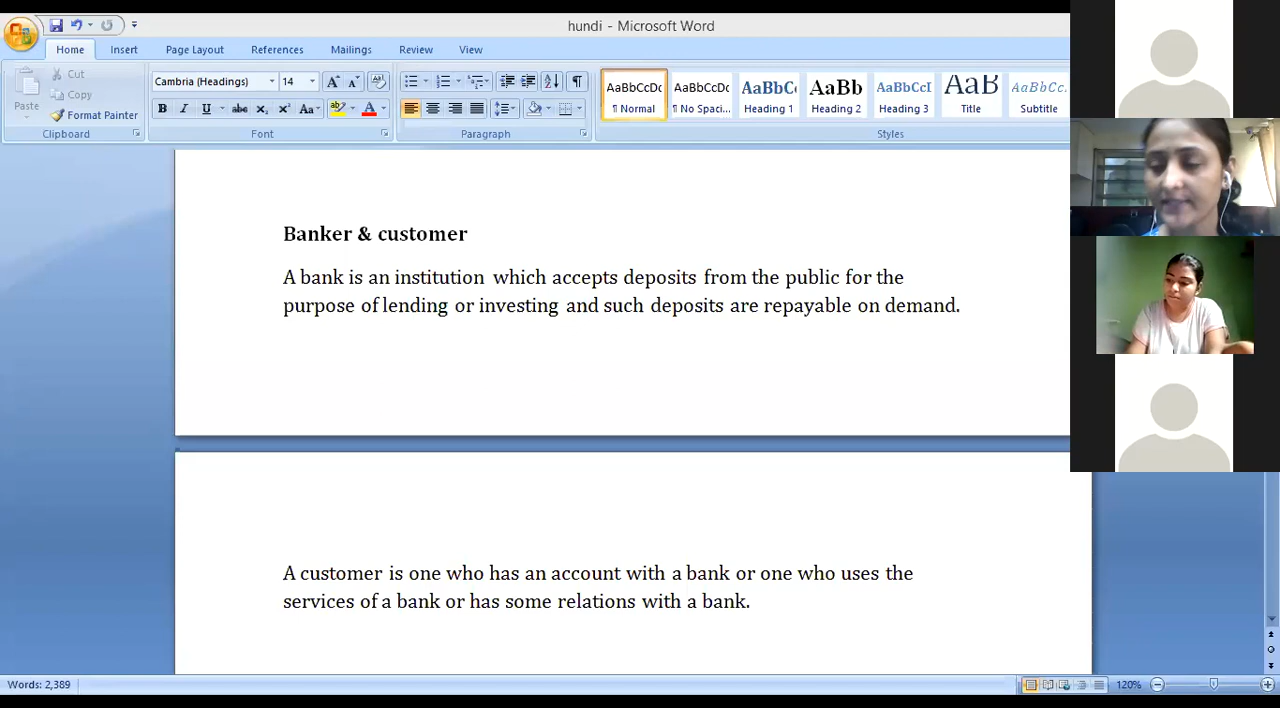 hundi - Microsoft Word
Home Insert Page Layout References Mailings Review View
Paste
Cut
Copy
Format Painter
Clipboard
Cambria (Headings) 14
Font
Paragraph
AaBbCcDc AaBbCcDc AaBbC AaBb AaBbCcI AaB AaBbCc.
¶ Normal ¶ No Spaci... Heading 1 Heading 2 Heading 3 Title Subtitle
Styles
Banker & customer
A bank is an institution which accepts deposits from the public for the
purpose of lending or investing and such deposits are repayable on demand.
A customer is one who has an account with a bank or one who uses the
services of a bank or has some relations with a bank.
Words: 2,389
120%